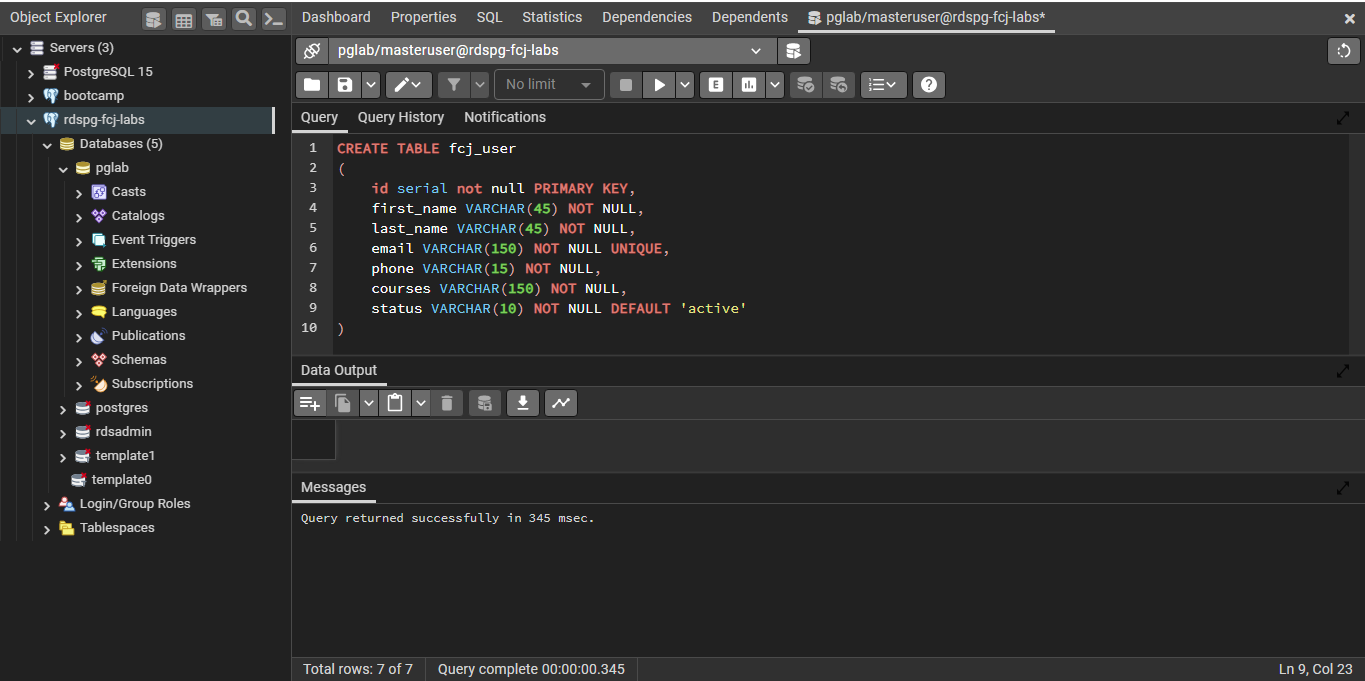 Object Explorer
Dashboard Properties SQL Statistics Dependencies Dependents pglab/masteruser@rdspg-fcj-labs*
Servers (3)
PostgreSQL 15
bootcamp
rdspg-fcj-labs
Databases (5)
pglab
Casts
Catalogs
Event Triggers
Extensions
Foreign Data Wrappers
Languages
Publications
Schemas
Subscriptions
postgres
rdsadmin
template1
template0
Login/Group Roles
Tablespaces
pglab/masteruser@rdspg-fcj-labs
No limit
E
Query Query History Notifications
1 CREATE TABLE fcj_user
2 (
3 id serial not null PRIMARY KEY,
4 first_name VARCHAR(45) NOT NULL,
5 last_name VARCHAR(45) NOT NULL,
6 email VARCHAR(150) NOT NULL UNIQUE,
7 phone VARCHAR(15) NOT NULL,
8 courses VARCHAR(150) NOT NULL,
9 status VARCHAR(10) NOT NULL DEFAULT 'active'
10 )
Data Output
Messages
Query returned successfully in 345 msec.
Total rows: 7 of 7 Query complete 00:00:00.345 Ln 9, Col 23